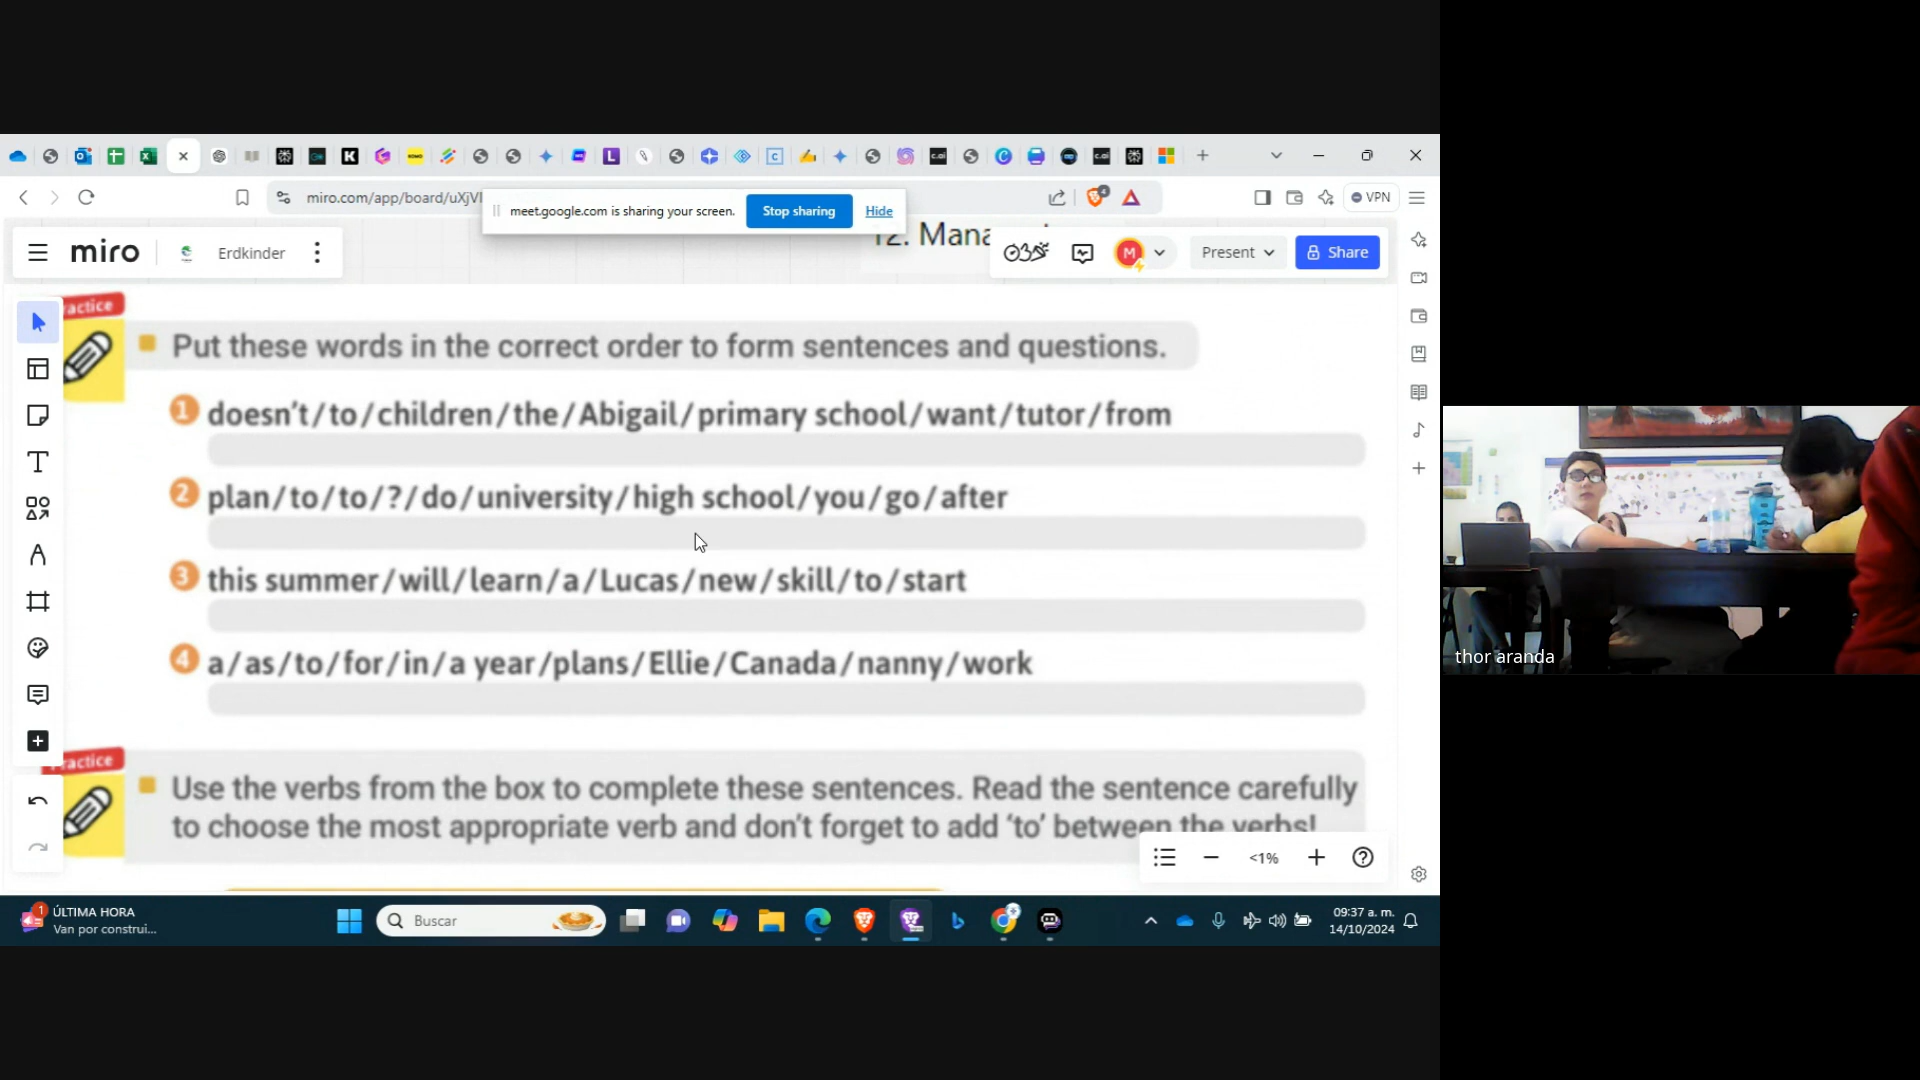 miro.com/app/board/uXjVI
meet.google.com is sharing your screen.
Stop sharing
Hide
VPN
miro
Erdkinder
12.
M
Present
Share
Put these words in the correct order to form sentences and questions.
1 doesn't/to/children/the/Abigail/primary school/want/tutor/from
2 plan/to/to/?/do/university/high school/you/go/after
3 this summer/will/learn/a/Lucas/new/skill/to/start
4 a/as/to/for/in/a year/plans/Ellie/Canada/nanny/work
Practice
Use the verbs from the box to complete these sentences. Read the sentence carefully
to choose the most appropriate verb and don't forget to add 'to' between the verbs!
<1%
thor aranda
1
ÚLTIMA HORA
Van por construi...
Buscar
09:37 a. m.
14/10/2024